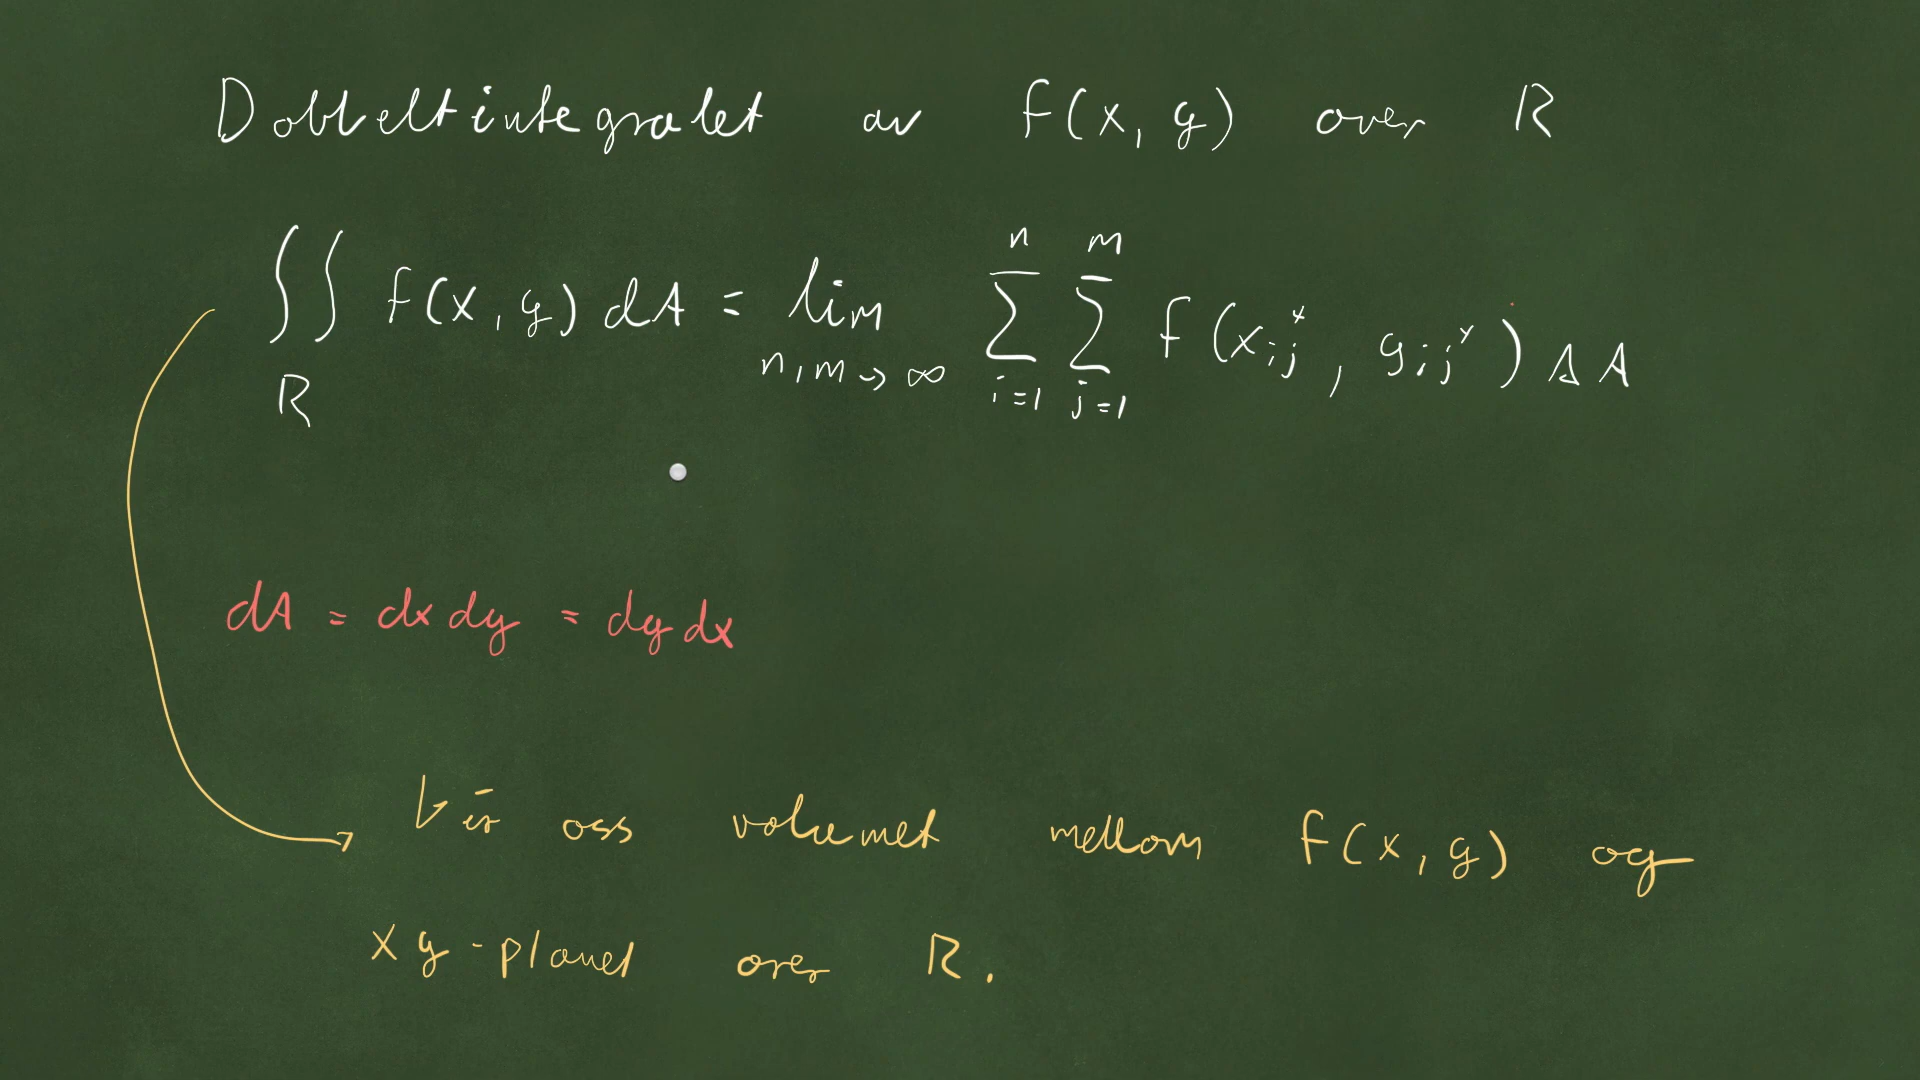 Dobbeltintegralet av f(x, y) over R
∬_R f(x, y) dA = lim_{n, m → ∞} ∑_{i=1}^{n} ∑_{j=1}^{m} f(x_{ij}^*, y_{ij}^*) ΔA
dA = dx dy = dy dx
Gir oss volumet mellom f(x, y) og
xy-planet over R.